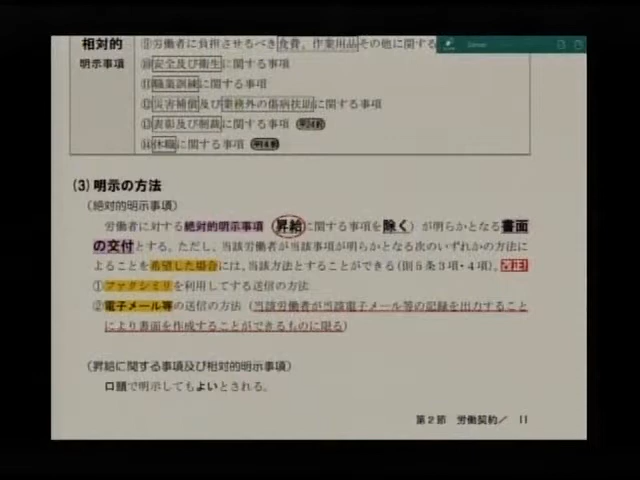 相対的
明示事項
⑨労働者に負担させるべき食費、作業用品その他に関する
⑩安全及び衛生に関する事項
⑪職業訓練に関する事項
⑫災害補償及び業務外の傷病扶助に関する事項
⑬表彰及び制裁に関する事項
⑭休職に関する事項
(3) 明示の方法
(絶対的明示事項)
労働者に対する絶対的明示事項(昇給に関する事項を除く)が明らかとなる書面
の交付とする。ただし、当該労働者が当該事項が明らかとなる次のいずれかの方法に
よることを希望した場合には、当該方法とすることができる(則5条3項・4項)。改正!
①ファクシミリを利用してする送信の方法
②電子メール等の送信の方法(当該労働者が当該電子メール等の記録を出力すること
により書面を作成することができるものに限る)
(昇給に関する事項及び相対的明示事項)
口頭で明示してもよいとされる。
第2節 労働契約/ 11